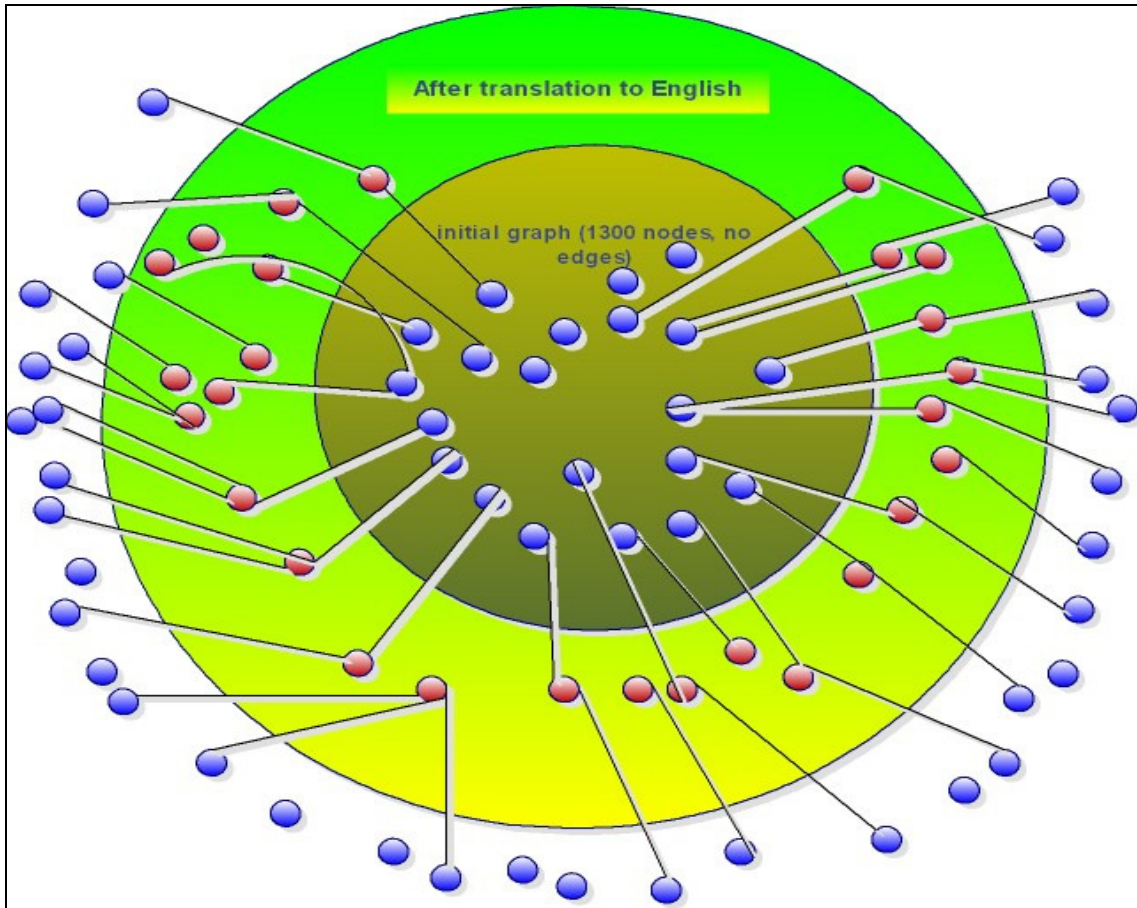 After translation to English
initial graph (1300 nodes, no
edges)